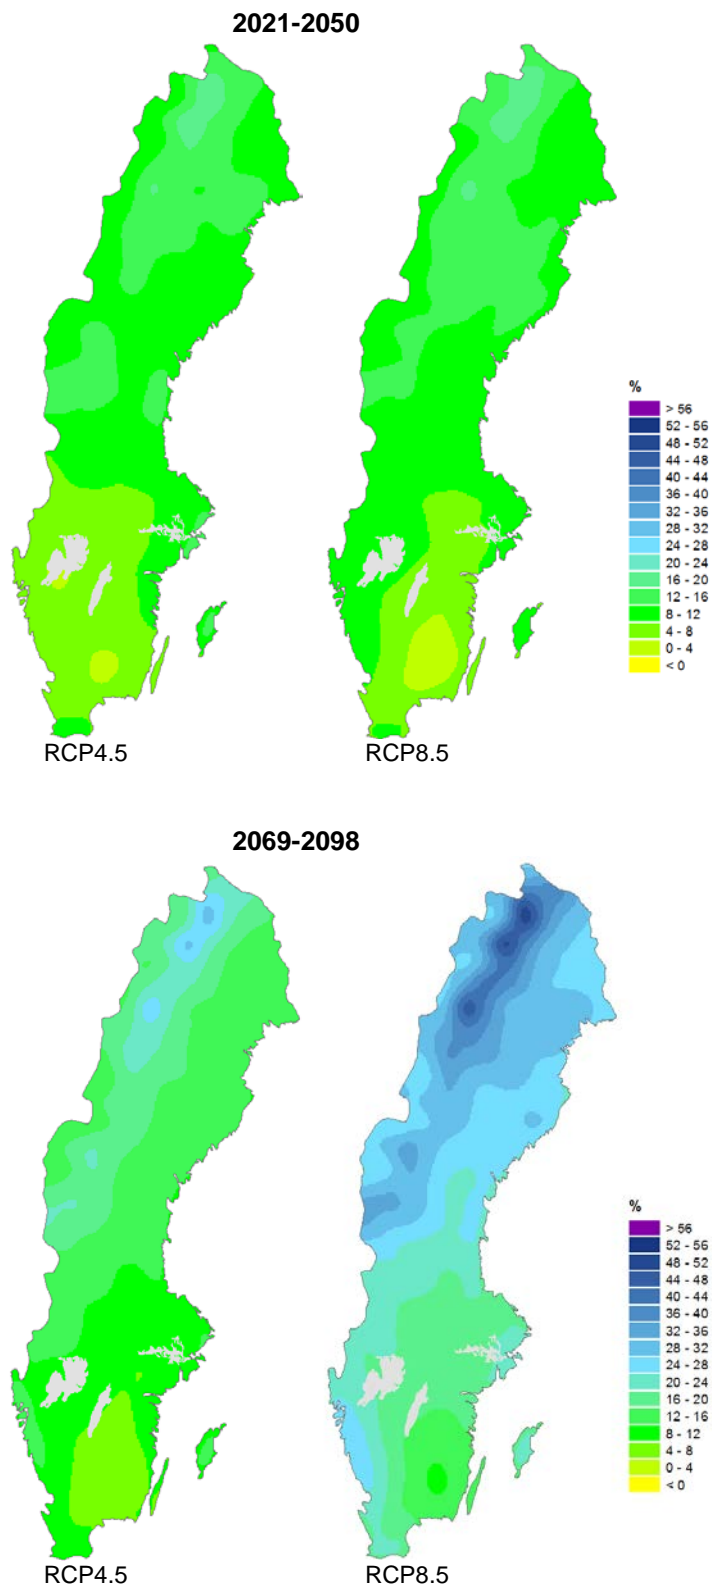 2021-2050
%
> 56
52 - 56
48 - 52
44 - 48
40 - 44
36 - 40
32 - 36
28 - 32
24 - 28
20 - 24
16 - 20
12 - 16
8 - 12
4 - 8
0 - 4
< 0
RCP4.5
RCP8.5
2069-2098
%
> 56
52 - 56
48 - 52
44 - 48
40 - 44
36 - 40
32 - 36
28 - 32
24 - 28
20 - 24
16 - 20
12 - 16
8 - 12
4 - 8
0 - 4
< 0
RCP4.5
RCP8.5